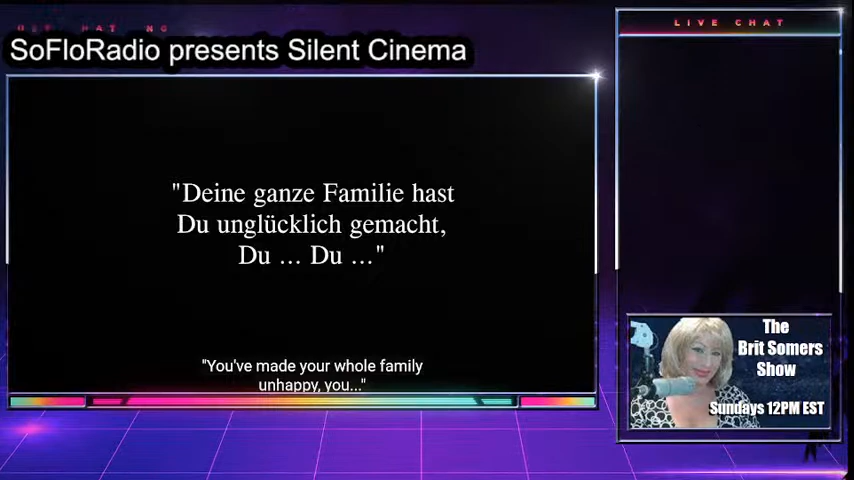 SoFloRadio presents Silent Cinema
LIVE CHAT
"Deine ganze Familie hast
Du unglücklich gemacht,
Du ... Du ..."
"You've made your whole family
unhappy, you..."
The
Brit Somers
Show
Sundays 12PM EST